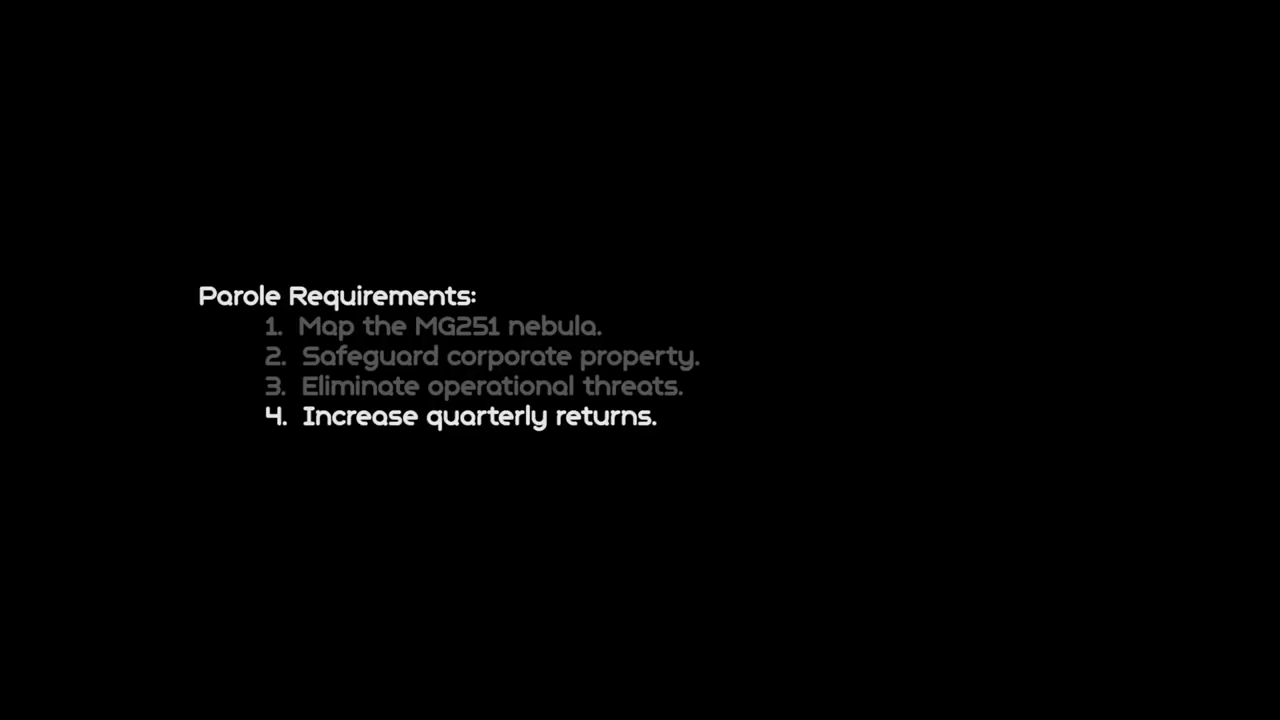 Parole Requirements:
1. Map the MG251 nebula.
2. Safeguard corporate property.
3. Eliminate operational threats.
4. Increase quarterly returns.